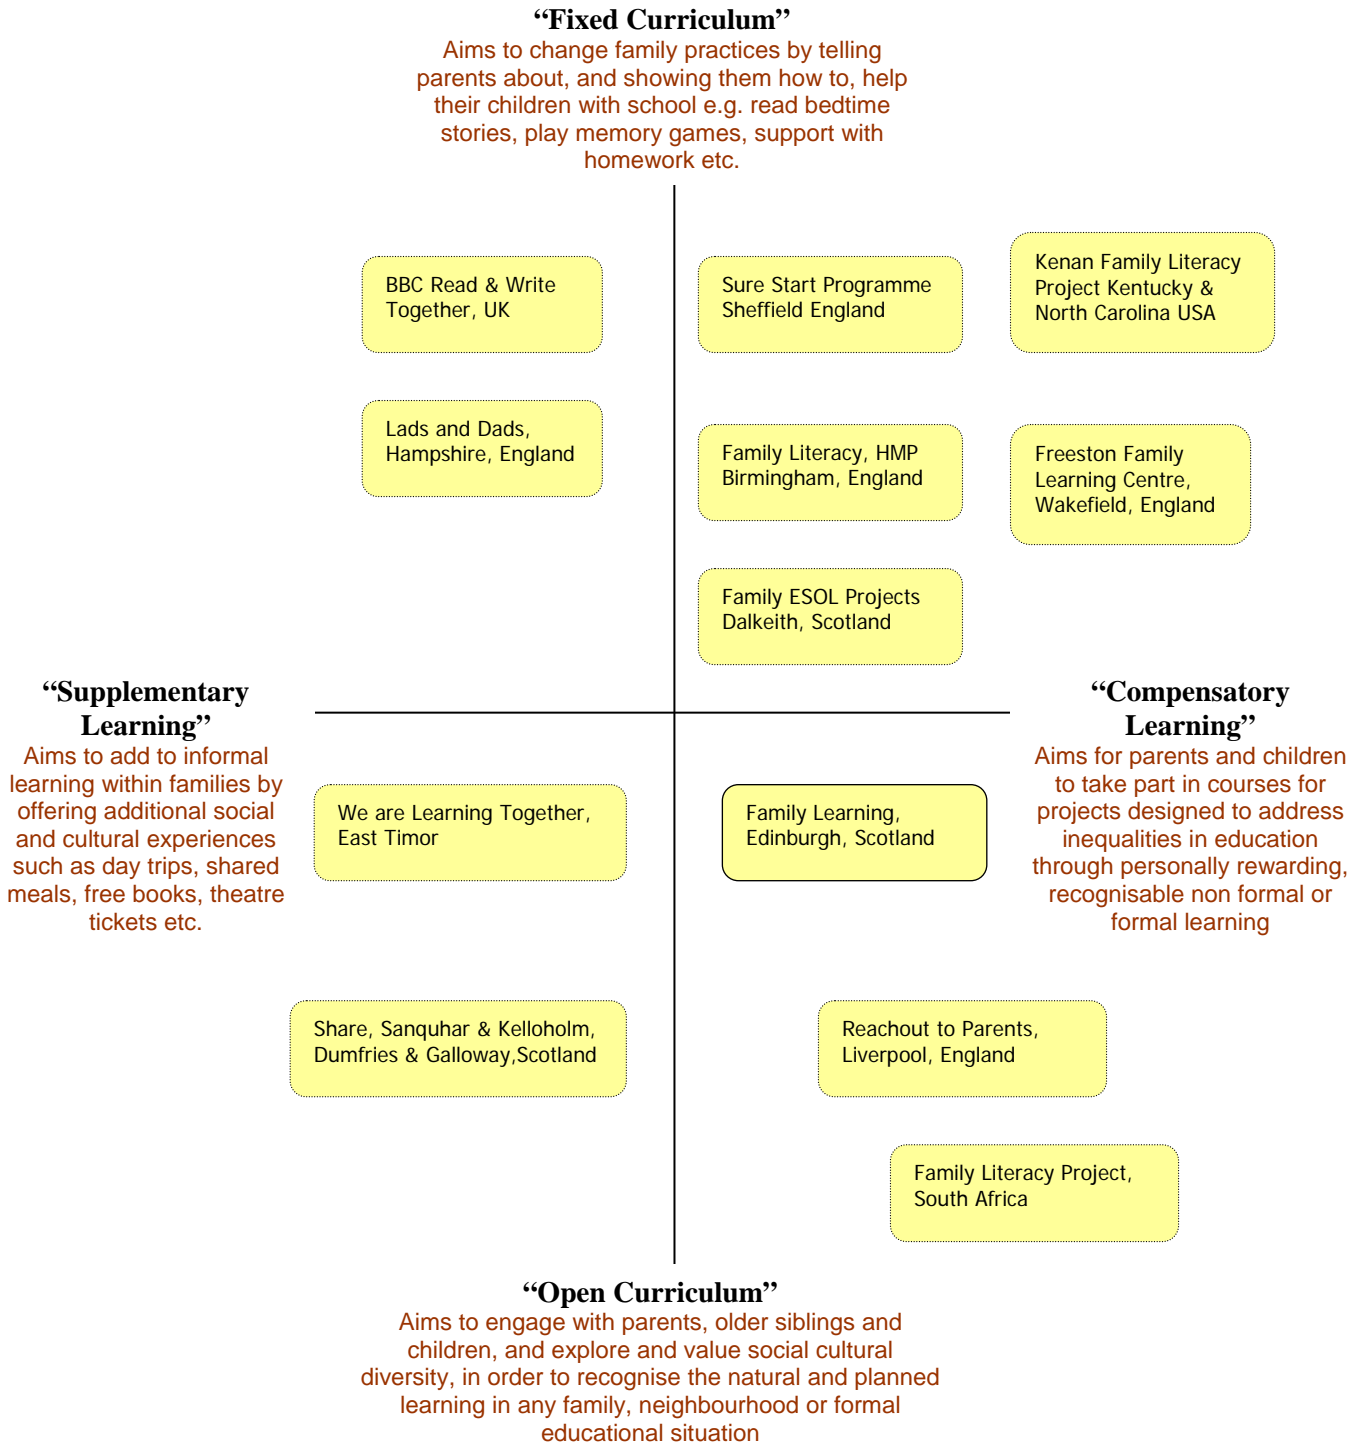 “Fixed Curriculum”
Aims to change family practices by telling
parents about, and showing them how to, help
their children with school e.g. read bedtime
stories, play memory games, support with
homework etc.
BBC Read & Write
Together, UK
Sure Start Programme
Sheffield England
Kenan Family Literacy
Project Kentucky &
North Carolina USA
Lads and Dads,
Hampshire, England
Family Literacy, HMP
Birmingham, England
Freeston Family
Learning Centre,
Wakefield, England
Family ESOL Projects
Dalkeith, Scotland
“Supplementary
Learning”
Aims to add to informal
learning within families by
offering additional social
and cultural experiences
such as day trips, shared
meals, free books, theatre
tickets etc.
“Compensatory
Learning”
Aims for parents and children
to take part in courses for
projects designed to address
inequalities in education
through personally rewarding,
recognisable non formal or
formal learning
We are Learning Together,
East Timor
Family Learning,
Edinburgh, Scotland
Share, Sanquhar & Kelloholm,
Dumfries & Galloway,Scotland
Reachout to Parents,
Liverpool, England
Family Literacy Project,
South Africa
“Open Curriculum”
Aims to engage with parents, older siblings and
children, and explore and value social cultural
diversity, in order to recognise the natural and planned
learning in any family, neighbourhood or formal
educational situation